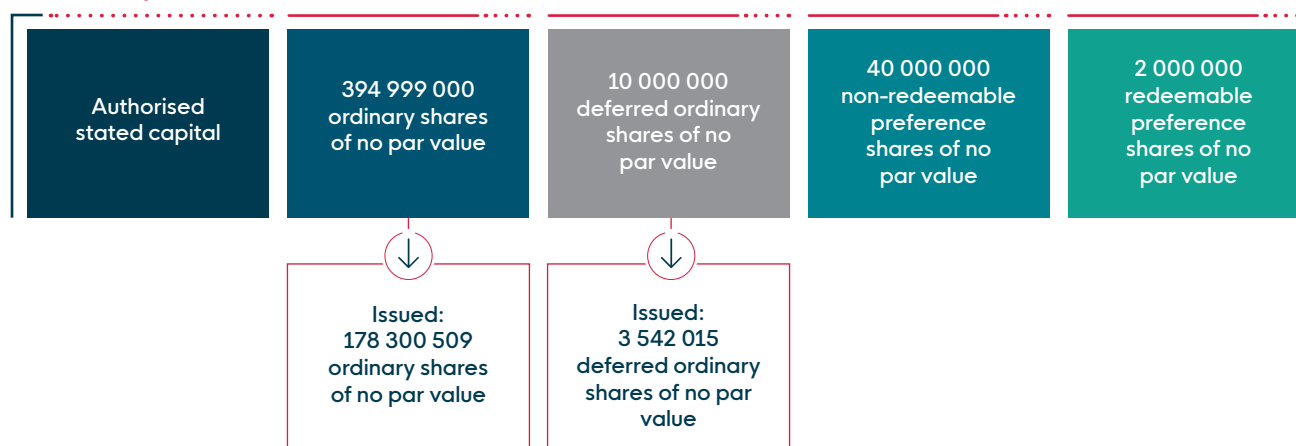 Authorised
stated capital
394 999 000
ordinary shares
of no par value
10 000 000
deferred ordinary
shares of no
par value
40 000 000
non-redeemable
preference
shares of no
par value
2 000 000
redeemable
preference
shares of no
par value
Issued:
178 300 509
ordinary shares
of no par value
Issued:
3 542 015
deferred ordinary
shares of no par
value